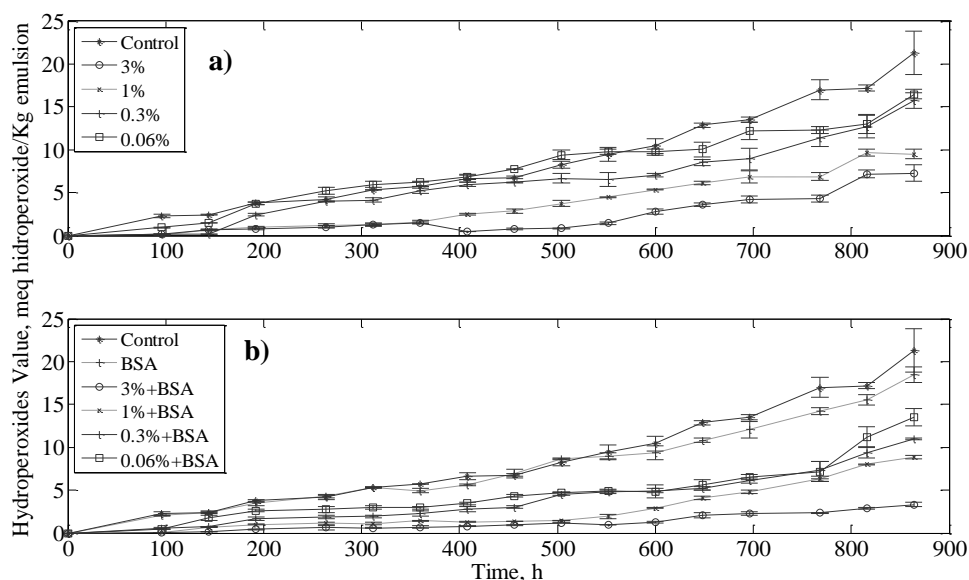 Hydroperoxides Value, meq hidroperoxide/Kg emulsion
25
20
15
10
5
0
Control
3%
1%
0.3%
0.06%
a)
0 100 200 300 400 500 600 700 800 900
25
20
15
10
5
0
Control
BSA
3%+BSA
1%+BSA
0.3%+BSA
0.06%+BSA
b)
0 100 200 300 400 500 600 700 800 900
Time, h